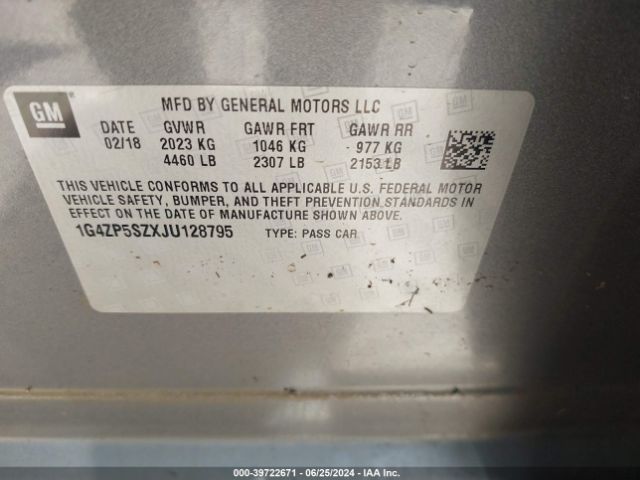 GM
MFD BY GENERAL MOTORS LLC
DATE GVWR GAWR FRT GAWR RR
02/18 2023 KG 1046 KG 977 KG
4460 LB 2307 LB 2153 LB
THIS VEHICLE CONFORMS TO ALL APPLICABLE U.S. FEDERAL MOTOR
VEHICLE SAFETY, BUMPER, AND THEFT PREVENTION STANDARDS IN
EFFECT ON THE DATE OF MANUFACTURE SHOWN ABOVE.
1G4ZP5SZXJU128795 TYPE: PASS CAR
000-39722671 - 06/25/2024 - IAA Inc.